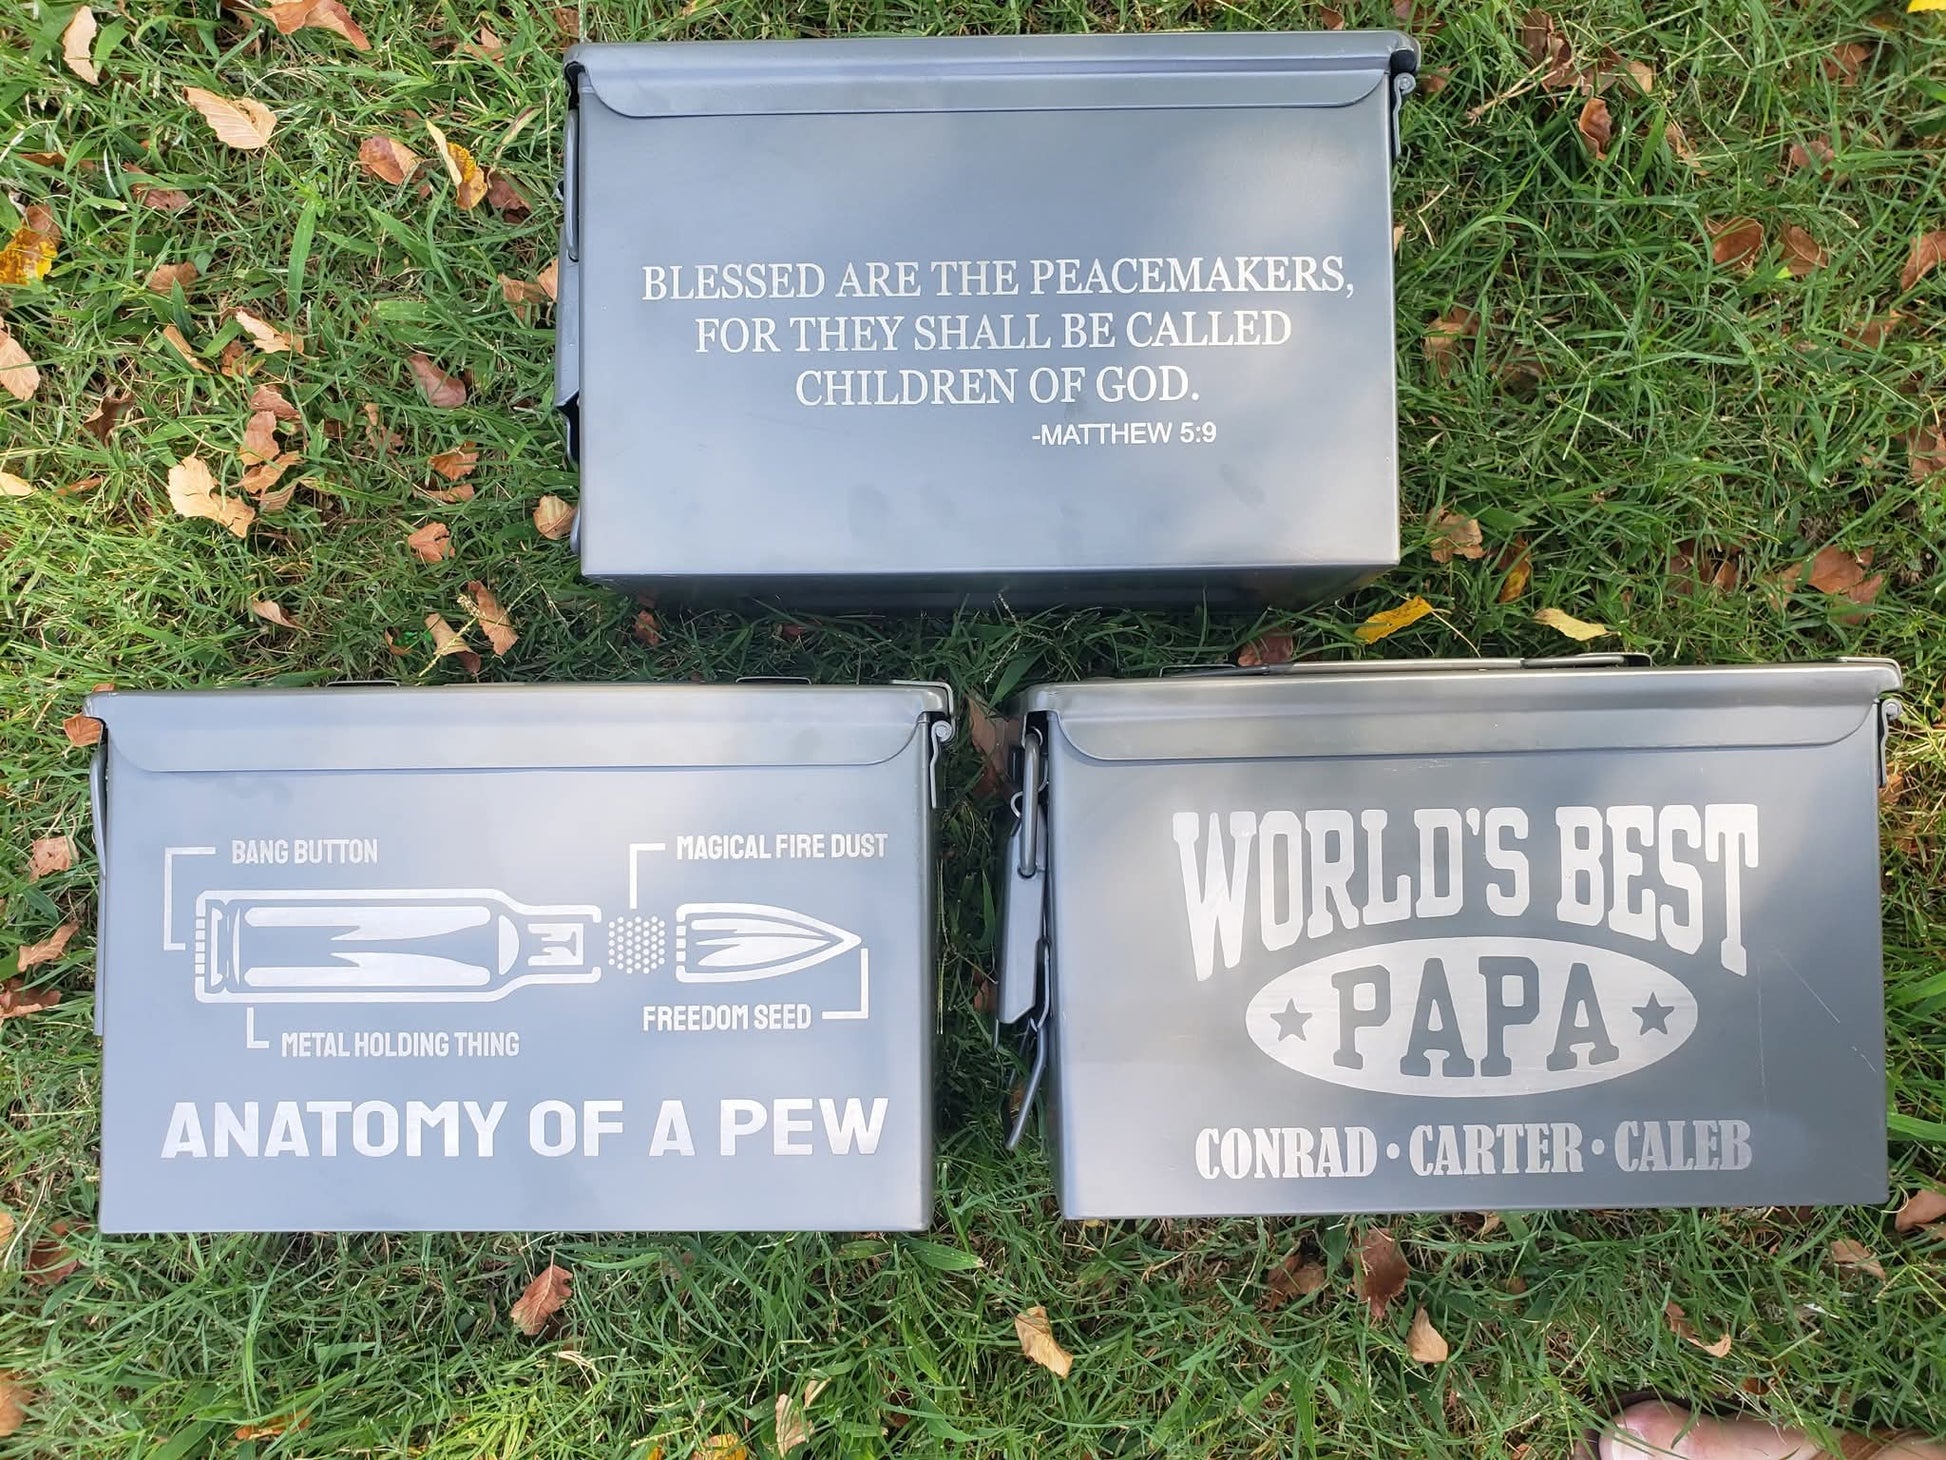 BLESSED ARE THE PEACEMAKERS,
FOR THEY SHALL BE CALLED
CHILDREN OF GOD.
-MATTHEW 5:9
BANG BUTTON
MAGICAL FIRE DUST
FREEDOM SEED
METAL HOLDING THING
ANATOMY OF A PEW
WORLD'S BEST
PAPA
CONRAD • CARTER • CALEB